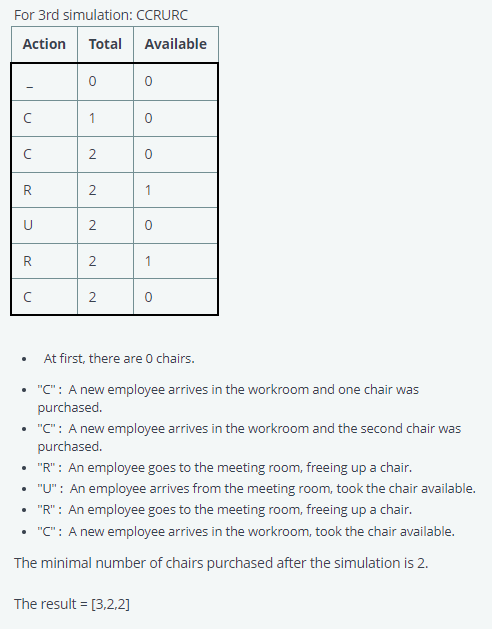 For 3rd simulation: CCRURC
Action Total Available
_ 0 0
C 1 0
C 2 0
R 2 1
U 2 0
R 2 1
C 2 0
• At first, there are 0 chairs.
• "C" : A new employee arrives in the workroom and one chair was
purchased.
• "C" : A new employee arrives in the workroom and the second chair was
purchased.
• "R" : An employee goes to the meeting room, freeing up a chair.
• "U" : An employee arrives from the meeting room, took the chair available.
• "R" : An employee goes to the meeting room, freeing up a chair.
• "C" : A new employee arrives in the workroom, took the chair available.
The minimal number of chairs purchased after the simulation is 2.
The result = [3,2,2]